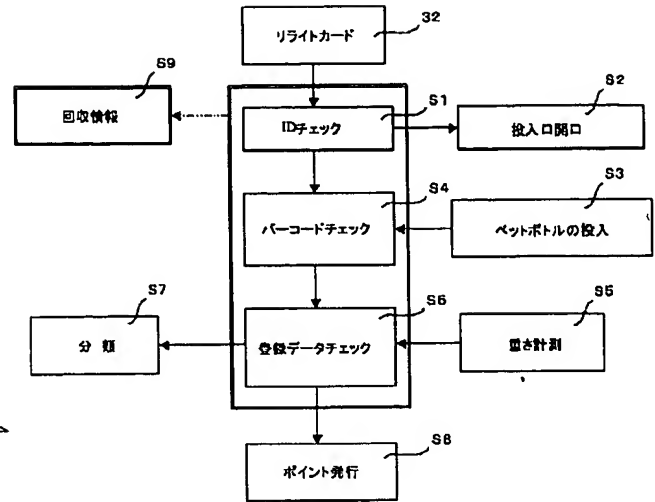 32
リライトカード
S9
S1
S2
回収情報
IDチェック
投入口開口
S4
S3
バーコードチェック
ペットボトルの投入
S7
S6
S5
分類
登録データチェック
重さ計測
S8
ポイント発行